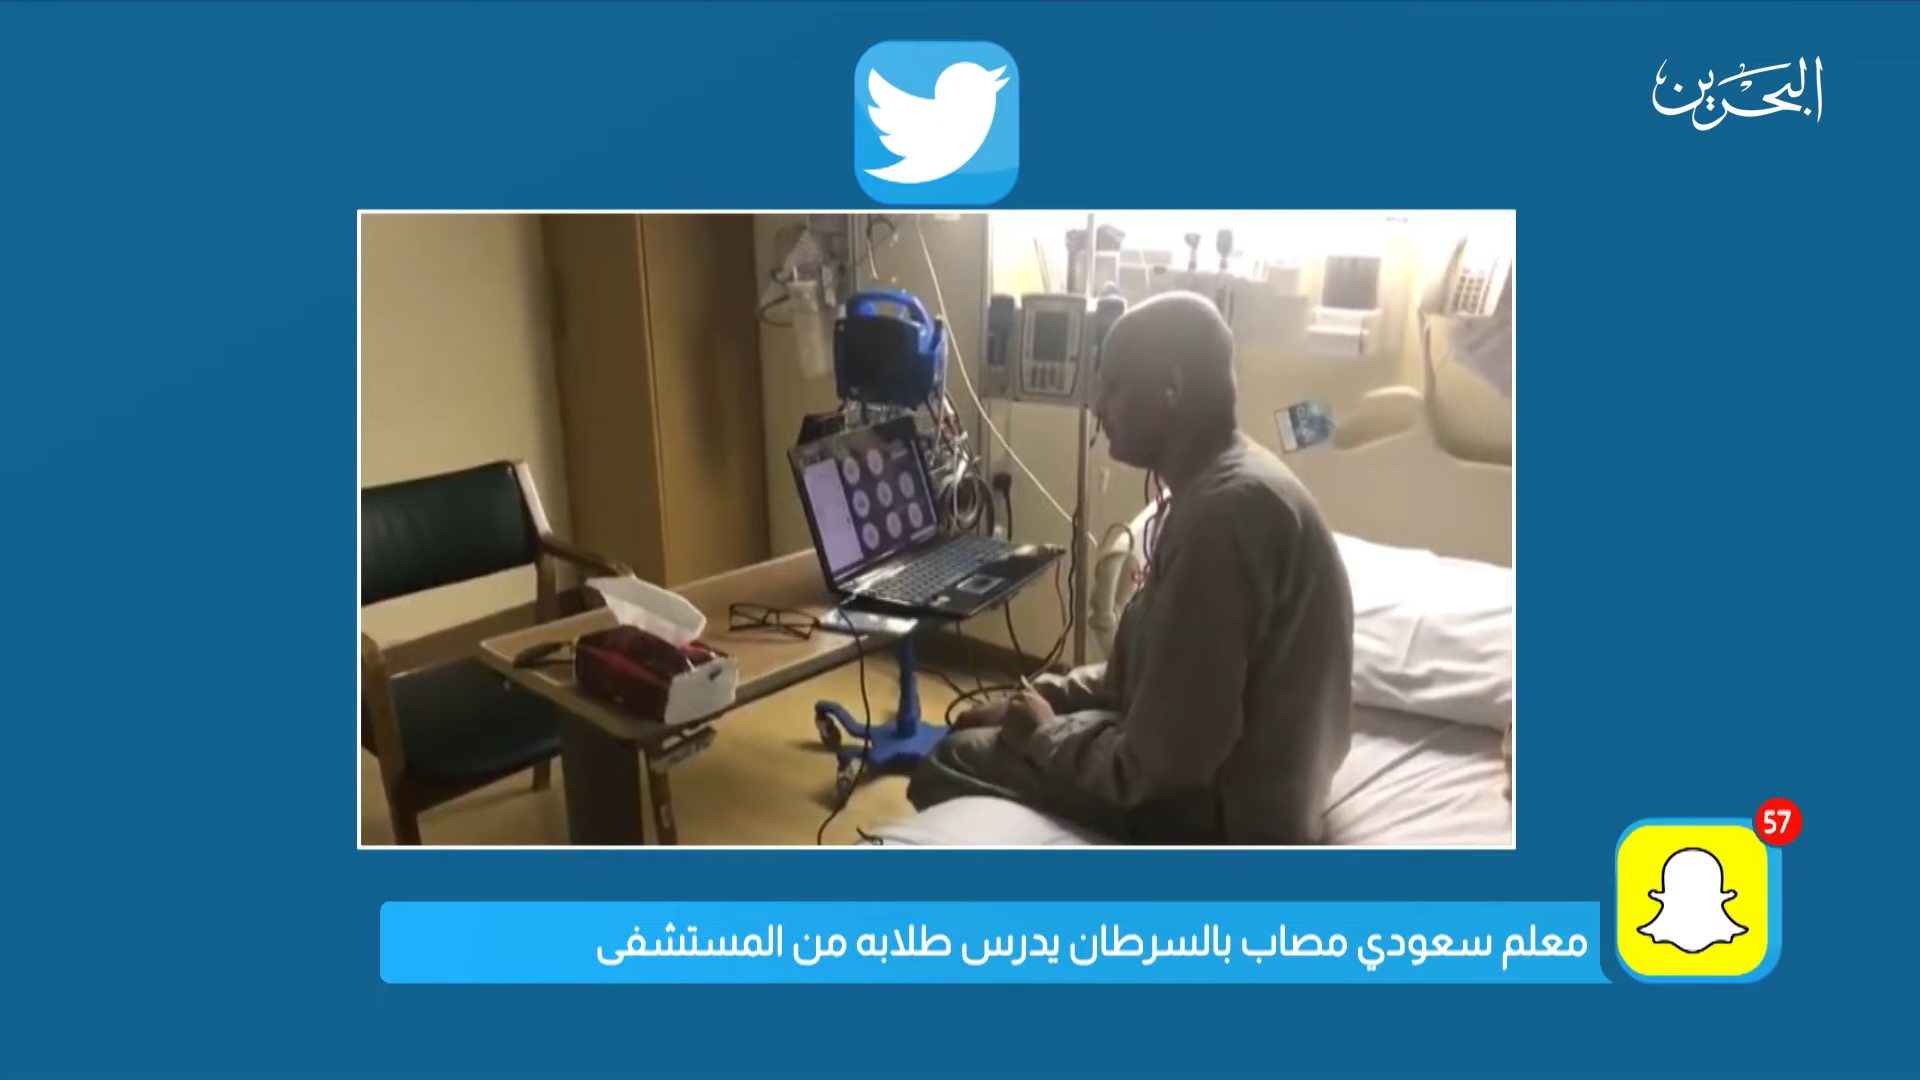 البحرين
57
معلم سعودي مصاب بالسرطان يدرس طلابه من المستشفى